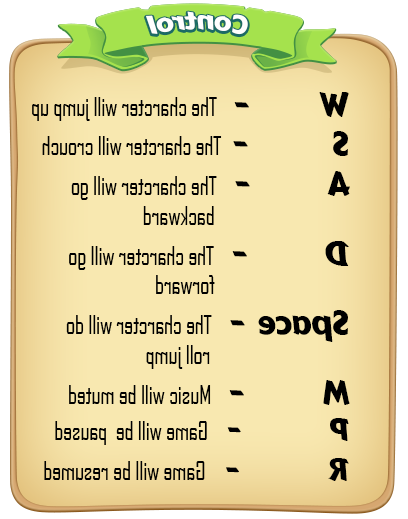 Control
W - The charcter will jump up
S - The charcter will crouch
A - The charcter will go
backward
D - The charcter will go
forward
Space - The charcter will do
roll jump
M - Music will be muted
P - Game will be paused
R - Game will be resumed